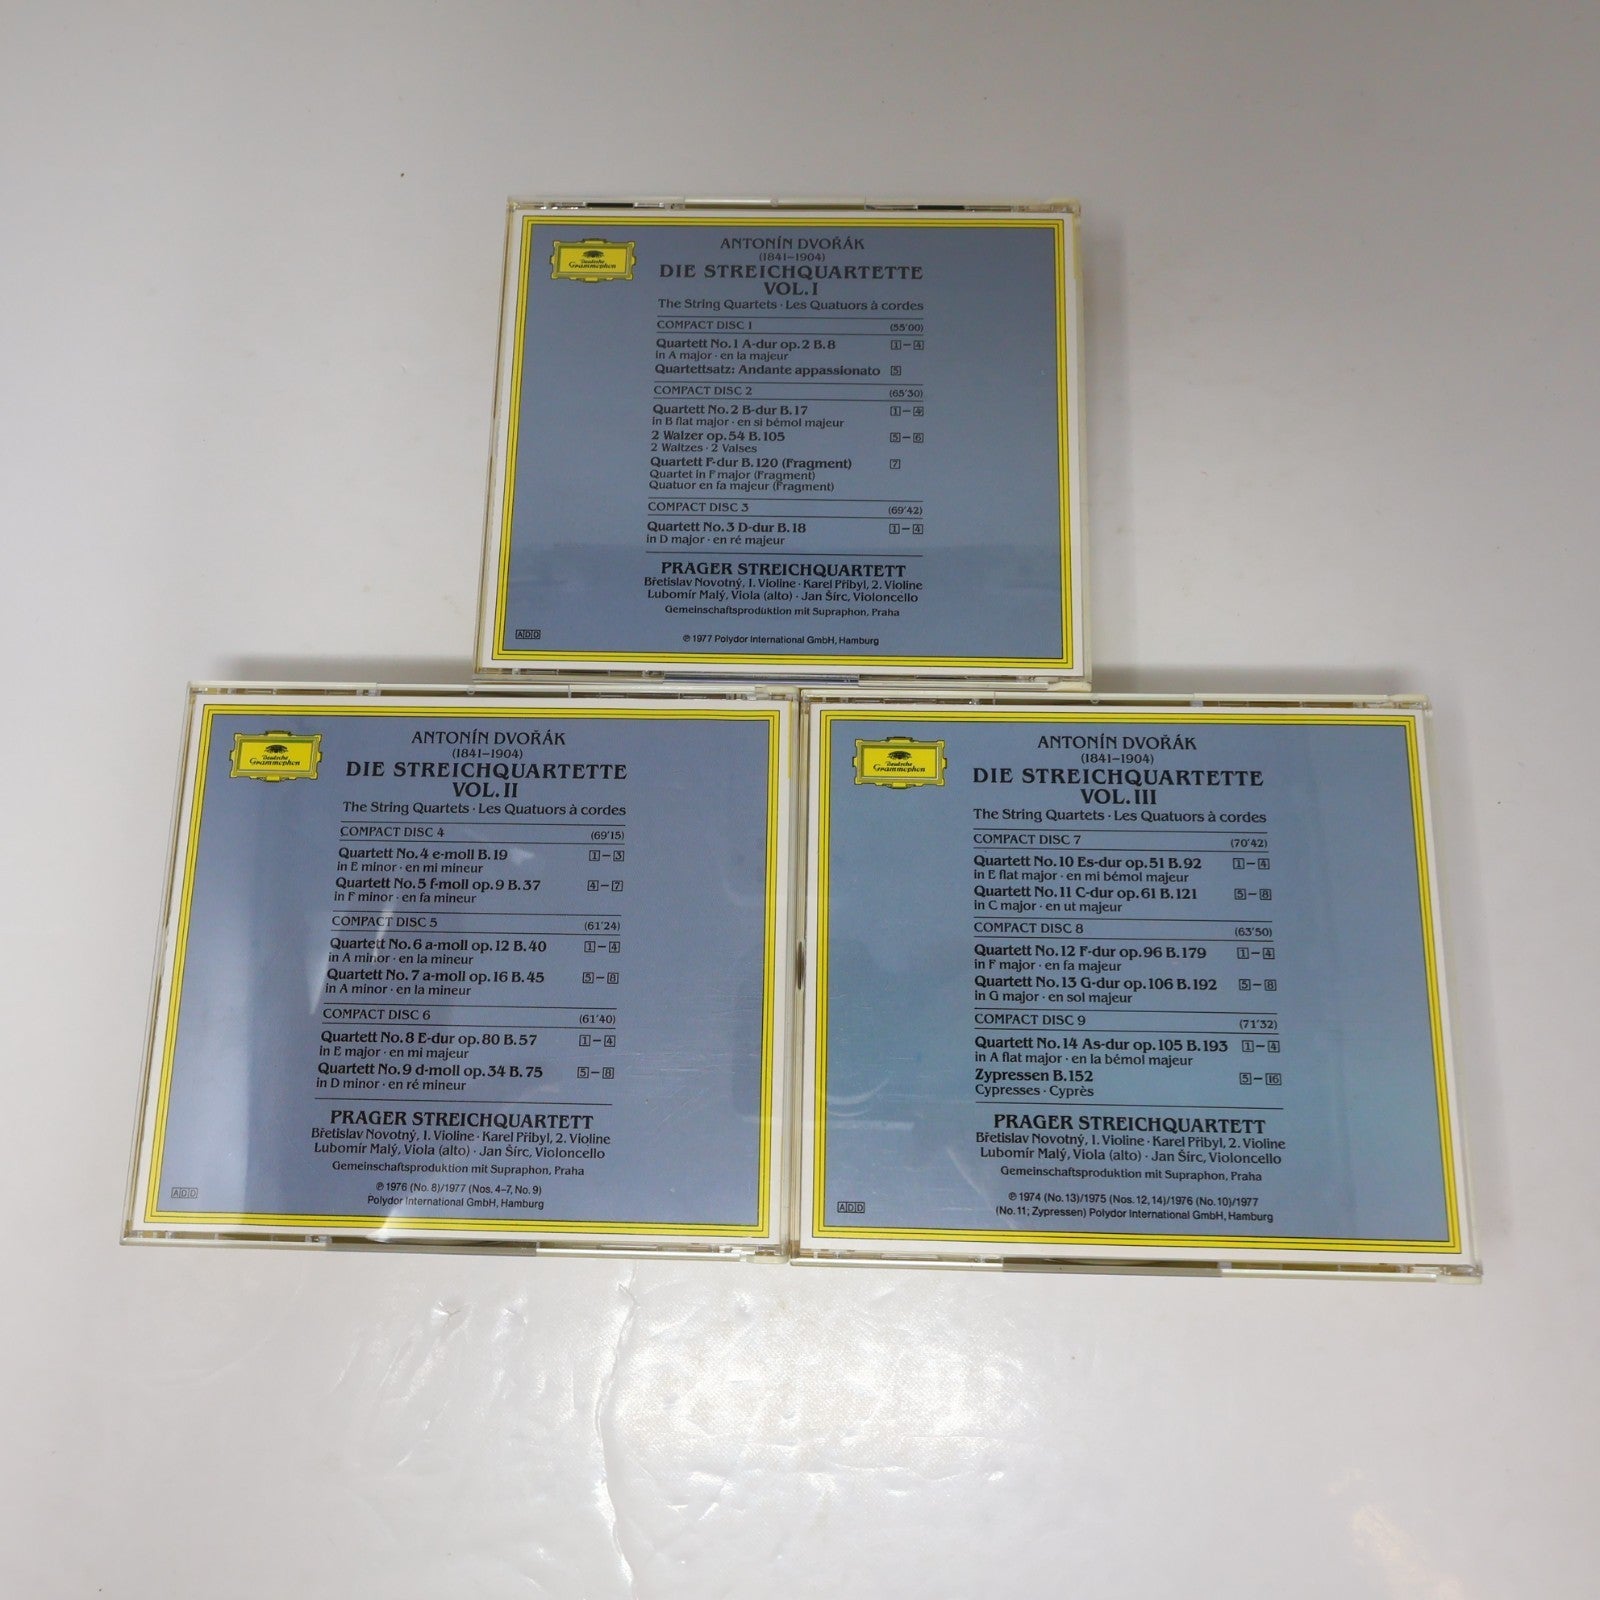 Deutsche
Grammophon
ANTONÍN DVOŘÁK
(1841–1904)
DIE STREICHQUARTETTE
VOL. I
The String Quartets · Les Quatuors à cordes
COMPACT DISC 1 (55'00)
Quartett No. 1 A-dur op. 2 B. 8 1–4
in A major · en la majeur
Quartettsatz: Andante appassionato 5
COMPACT DISC 2 (65'30)
Quartett No. 2 B-dur B. 17 1–4
in B flat major · en si bémol majeur
2 Walzer op. 54 B. 105 5–6
2 Waltzes · 2 Valses
Quartett F-dur B. 120 (Fragment) 7
Quartet in F major (Fragment)
Quatuor en fa majeur (Fragment)
COMPACT DISC 3 (69'42)
Quartett No. 3 D-dur B. 18 1–4
in D major · en ré majeur
PRAGER STREICHQUARTETT
Břetislav Novotný, 1. Violine · Karel Přibyl, 2. Violine
Lubomír Malý, Viola (alto) · Jan Šírc, Violoncello
Gemeinschaftsproduktion mit Supraphon, Praha
ADD
℗ 1977 Polydor International GmbH, Hamburg
Deutsche
Grammophon
ANTONÍN DVOŘÁK
(1841–1904)
DIE STREICHQUARTETTE
VOL. II
The String Quartets · Les Quatuors à cordes
COMPACT DISC 4 (69'15)
Quartett No. 4 e-moll B. 19 1–3
in E minor · en mi mineur
Quartett No. 5 f-moll op. 9 B. 37 4–7
in F minor · en fa mineur
COMPACT DISC 5 (61'24)
Quartett No. 6 a-moll op. 12 B. 40 1–4
in A minor · en la mineur
Quartett No. 7 a-moll op. 16 B. 45 5–8
in A minor · en la mineur
COMPACT DISC 6 (61'40)
Quartett No. 8 E-dur op. 80 B. 57 1–4
in E major · en mi majeur
Quartett No. 9 d-moll op. 34 B. 75 5–8
in D minor · en ré mineur
PRAGER STREICHQUARTETT
Břetislav Novotný, 1. Violine · Karel Přibyl, 2. Violine
Lubomír Malý, Viola (alto) · Jan Šírc, Violoncello
Gemeinschaftsproduktion mit Supraphon, Praha
ADD
℗ 1976 (No. 8)/1977 (Nos. 4–7, No. 9)
Polydor International GmbH, Hamburg
Deutsche
Grammophon
ANTONÍN DVOŘÁK
(1841–1904)
DIE STREICHQUARTETTE
VOL. III
The String Quartets · Les Quatuors à cordes
COMPACT DISC 7 (70'42)
Quartett No. 10 Es-dur op. 51 B. 92 1–4
in E flat major · en mi bémol majeur
Quartett No. 11 C-dur op. 61 B. 121 5–8
in C major · en ut majeur
COMPACT DISC 8 (63'50)
Quartett No. 12 F-dur op. 96 B. 179 1–4
in F major · en fa majeur
Quartett No. 13 G-dur op. 106 B. 192 5–8
in G major · en sol majeur
COMPACT DISC 9 (71'32)
Quartett No. 14 As-dur op. 105 B. 193 1–4
in A flat major · en la bémol majeur
Zypressen B. 152 5–16
Cypresses · Cyprès
PRAGER STREICHQUARTETT
Břetislav Novotný, 1. Violine · Karel Přibyl, 2. Violine
Lubomír Malý, Viola (alto) · Jan Šírc, Violoncello
Gemeinschaftsproduktion mit Supraphon, Praha
ADD
℗ 1974 (No. 13)/1975 (Nos. 12, 14)/1976 (No. 10)/1977
(No. 11; Zypressen) Polydor International GmbH, Hamburg